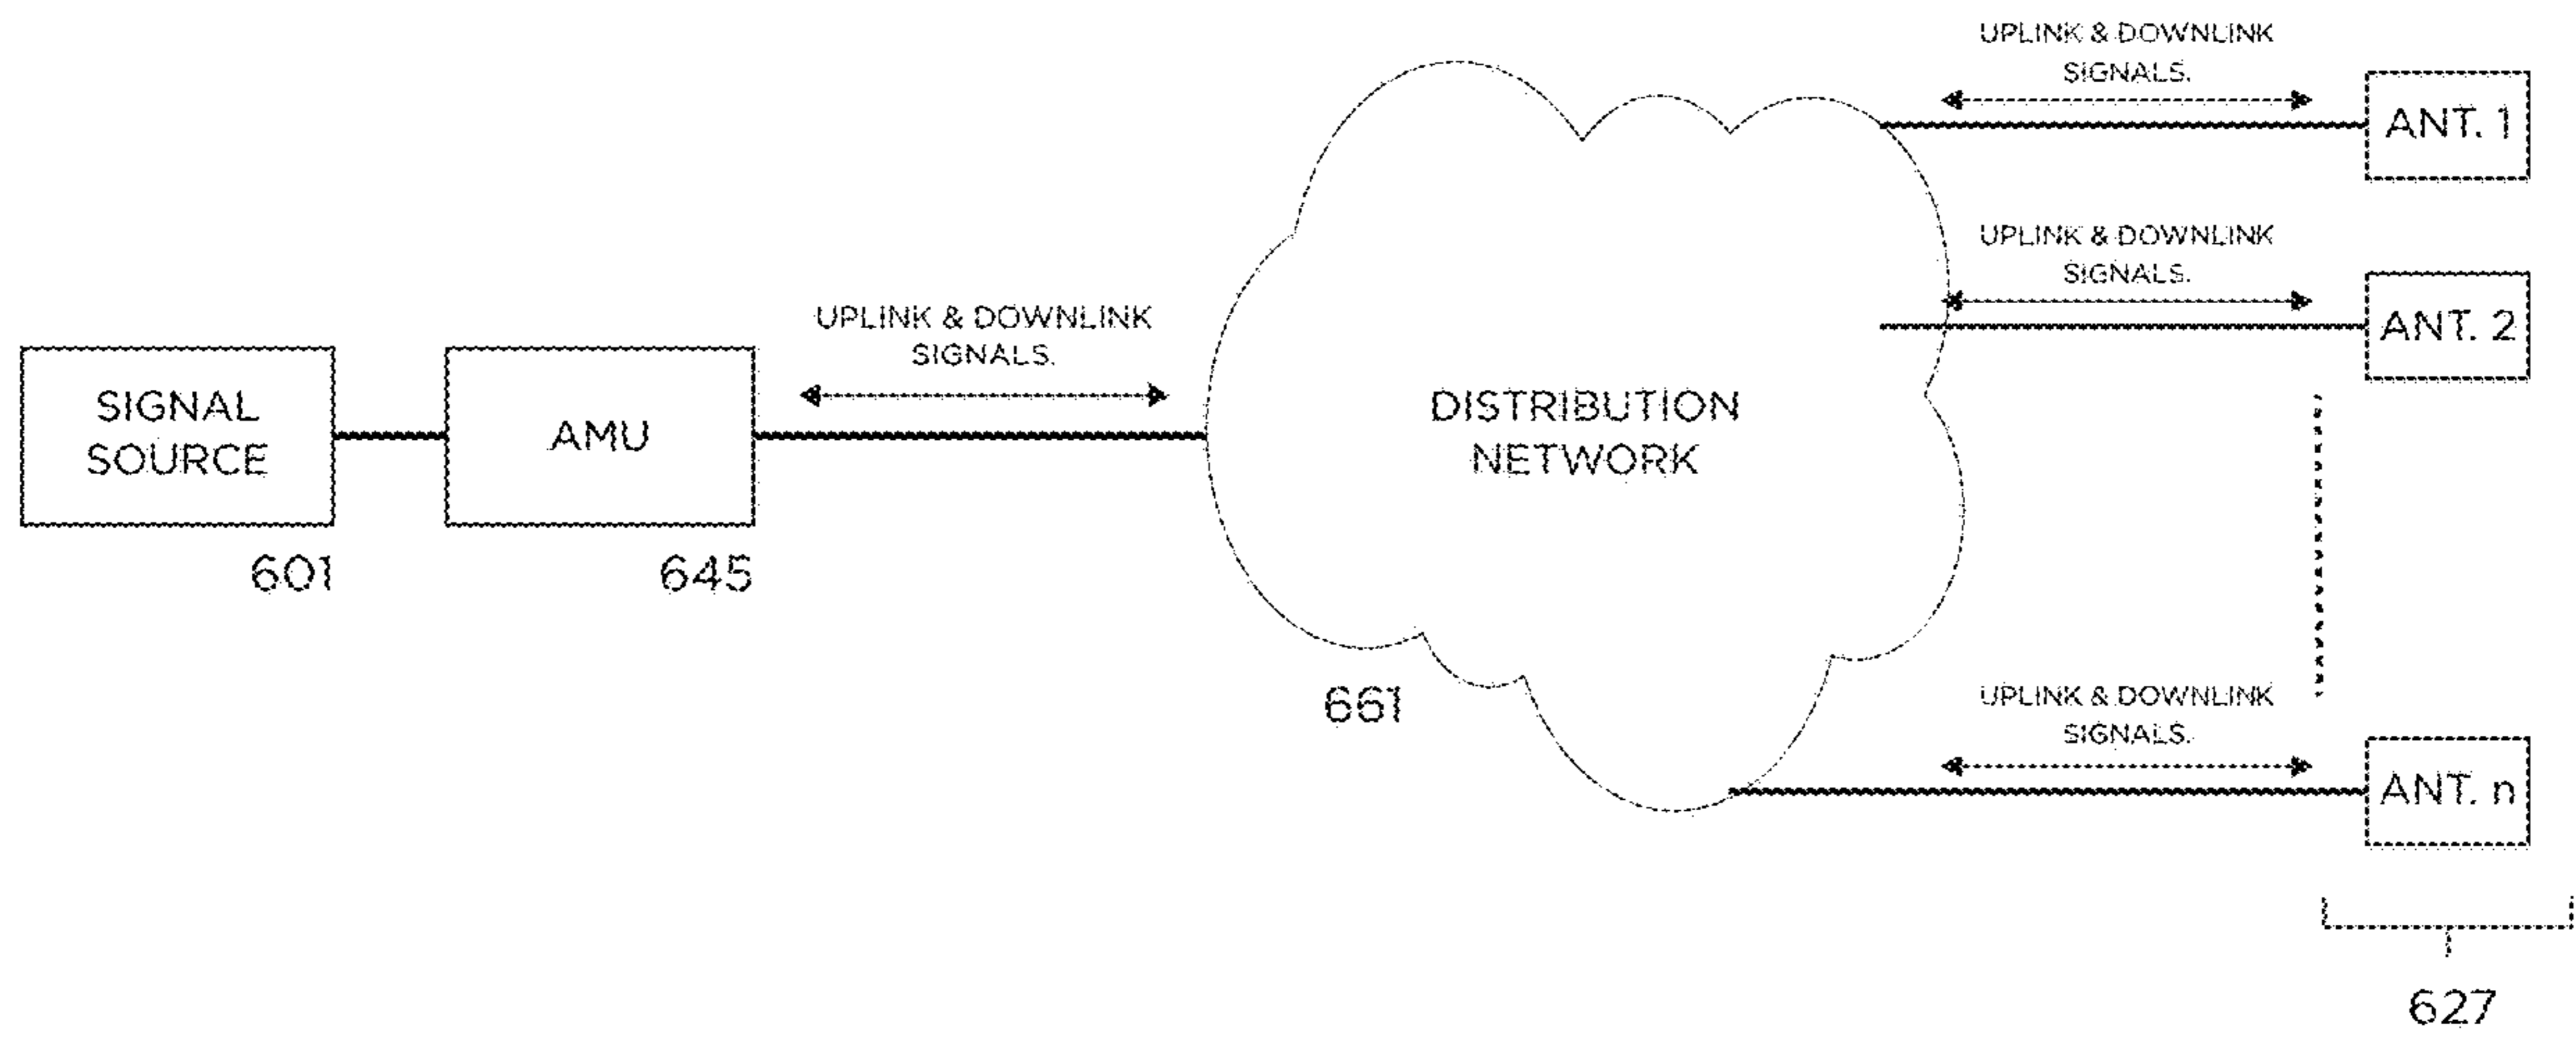 UPLINK & DOWNLINK
SIGNALS.
ANT. 1
UPLINK & DOWNLINK
SIGNALS.
ANT. 2
UPLINK & DOWNLINK
SIGNALS.
SIGNAL
SOURCE
AMU
DISTRIBUTION
NETWORK
601
645
661
UPLINK & DOWNLINK
SIGNALS.
ANT. n
627